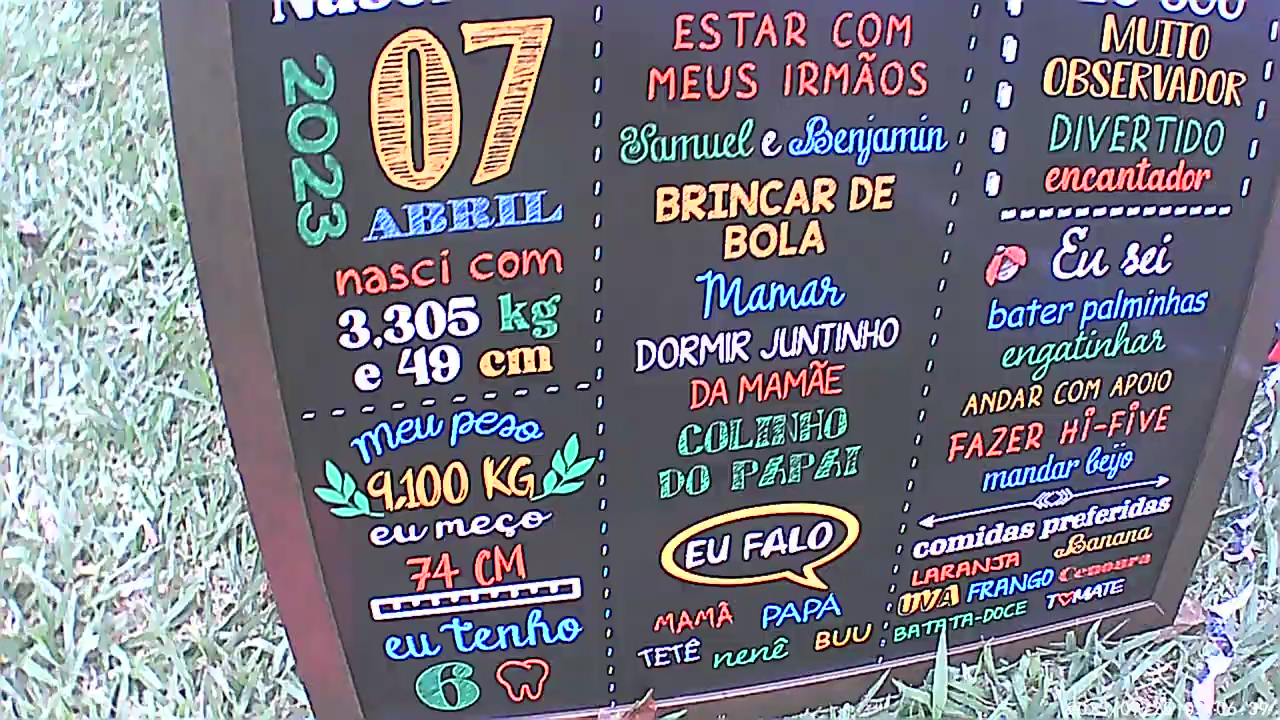 2023
07
ABRIL
nasci com
3,305 kg
e 49 cm
meu peso
9,100 KG
eu meço
74 CM
eu tenho
6
ESTAR COM
MEUS IRMÃOS
Samuel e Benjamin
BRINCAR DE
BOLA
Mamar
DORMIR JUNTINHO
DA MAMÃE
COLINHO
DO PAPAI
EU FALO
MAMÃ PAPÁ
TETÊ nenê BUU
MUITO
OBSERVADOR
DIVERTIDO
encantador
Eu sei
bater palminhas
engatinhar
ANDAR COM APOIO
FAZER HI-FIVE
mandar beijo
comidas preferidas
LARANJA Banana
UVA FRANGO Cenoura
BATATA-DOCE TOMATE